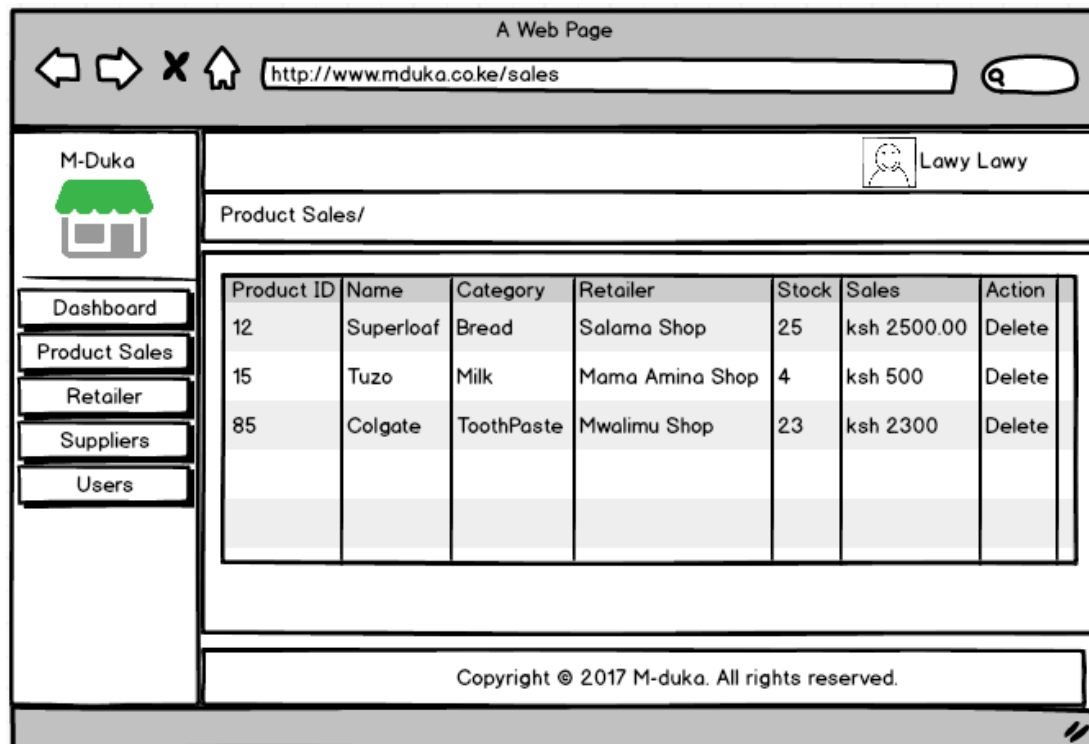 A Web Page
http://www.mduka.co.ke/sales
M-Duka
Lawy Lawy
Product Sales/
Dashboard
Product Sales
Retailer
Suppliers
Users
Product ID Name Category Retailer Stock Sales Action
12 Superloaf Bread Salama Shop 25 ksh 2500.00 Delete
15 Tuzo Milk Mama Amina Shop 4 ksh 500 Delete
85 Colgate ToothPaste Mwalimu Shop 23 ksh 2300 Delete
Copyright © 2017 M-duka. All rights reserved.